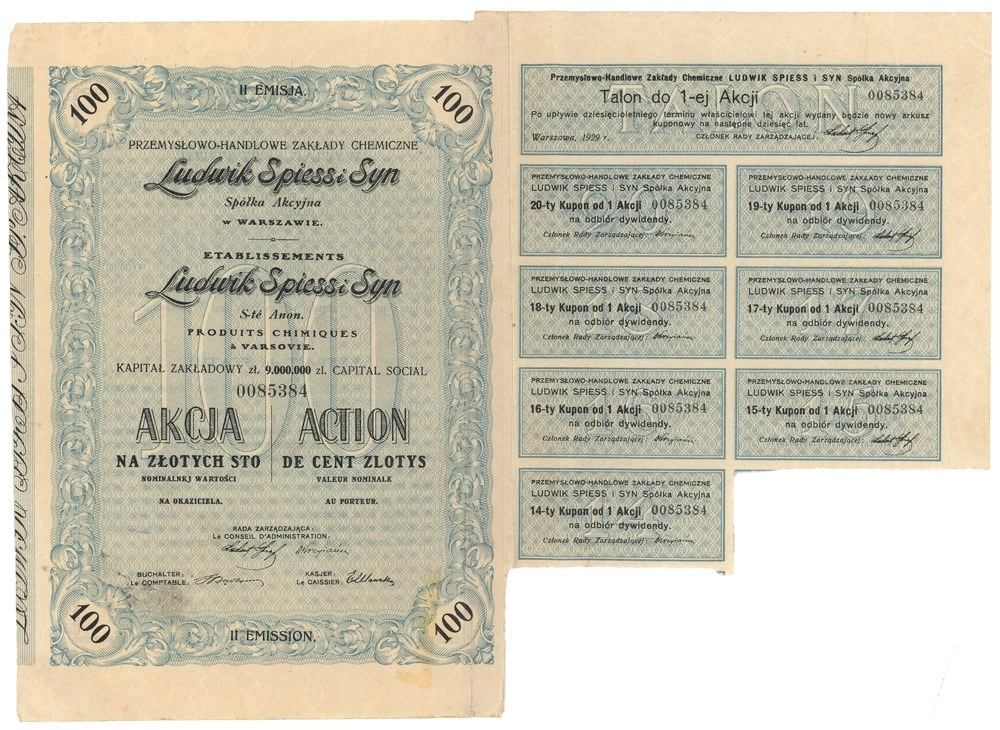 100
II EMISJA.
100
PRZEMYSŁOWO-HANDLOWE ZAKŁADY CHEMICZNE
Ludwik Spiess i Syn
Spółka Akcyjna
w WARSZAWIE.
ETABLISSEMENTS
Ludwik Spiess i Syn
S-té Anon.
PRODUITS CHIMIQUES
à VARSOVIE.
100
KAPITAŁ ZAKŁADOWY zł. 9.000.000 zl. CAPITAL SOCIAL
0085384
AKCJA ACTION
NA ZŁOTYCH STO DE CENT ZLOTYS
NOMINALNEJ WARTOŚCI VALEUR NOMINALE
NA OKAZICIELA. AU PORTEUR.
RADA ZARZĄDZAJĄCA:
Le CONSEIL D'ADMINISTRATION:
BUCHALTER: KASJER:
Le COMPTABLE: Le CAISSIER:
100
II EMISSION.
100
Przemysłowo-Handlowe Zakłady Chemiczne LUDWIK SPIESS i SYN Spółka Akcyjna
TALON
Talon do 1-ej Akcji 0085384
Po upływie dziesięcioletniego terminu właścicielowi tej akcji wydany będzie nowy arkusz
kuponowy na następne dziesięć lat.
Warszawa, 1929 r. CZŁONEK RADY ZARZĄDZAJĄCEJ
PRZEMYSŁOWO-HANDLOWE ZAKŁADY CHEMICZNE
LUDWIK SPIESS i SYN Spółka Akcyjna
20-ty Kupon od 1 Akcji 0085384
na odbiór dywidendy.
Członek Rady Zarządzającej:
PRZEMYSŁOWO-HANDLOWE ZAKŁADY CHEMICZNE
LUDWIK SPIESS i SYN Spółka Akcyjna
19-ty Kupon od 1 Akcji 0085384
na odbiór dywidendy.
Członek Rady Zarządzającej:
PRZEMYSŁOWO-HANDLOWE ZAKŁADY CHEMICZNE
LUDWIK SPIESS i SYN Spółka Akcyjna
18-ty Kupon od 1 Akcji 0085384
na odbiór dywidendy.
Członek Rady Zarządzającej:
PRZEMYSŁOWO-HANDLOWE ZAKŁADY CHEMICZNE
LUDWIK SPIESS i SYN Spółka Akcyjna
17-ty Kupon od 1 Akcji 0085384
na odbiór dywidendy.
Członek Rady Zarządzającej:
PRZEMYSŁOWO-HANDLOWE ZAKŁADY CHEMICZNE
LUDWIK SPIESS i SYN Spółka Akcyjna
16-ty Kupon od 1 Akcji 0085384
na odbiór dywidendy.
Członek Rady Zarządzającej:
PRZEMYSŁOWO-HANDLOWE ZAKŁADY CHEMICZNE
LUDWIK SPIESS i SYN Spółka Akcyjna
15-ty Kupon od 1 Akcji 0085384
na odbiór dywidendy.
Członek Rady Zarządzającej:
PRZEMYSŁOWO-HANDLOWE ZAKŁADY CHEMICZNE
LUDWIK SPIESS i SYN Spółka Akcyjna
14-ty Kupon od 1 Akcji 0085384
na odbiór dywidendy.
Członek Rady Zarządzającej: